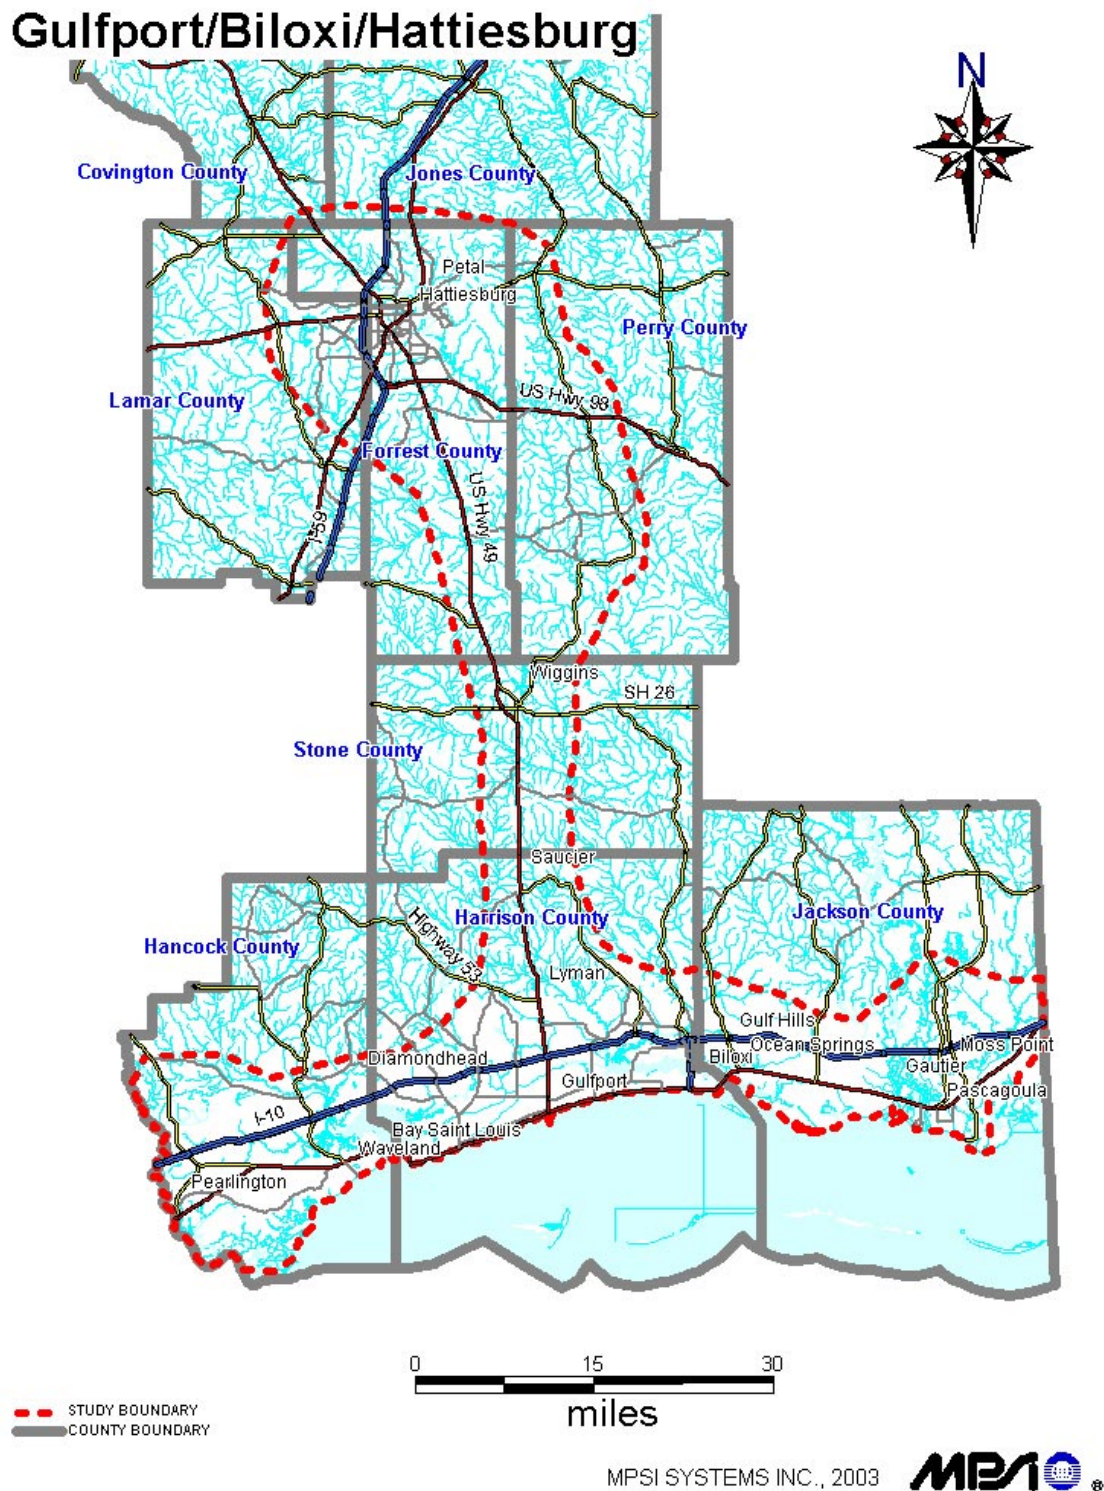 Gulfport/Biloxi/Hattiesburg
N
Covington County
Jones County
Petal
Hattiesburg
Perry County
Lamar County
US Hwy 98
Forrest County
US Hwy 49
I-59
Wiggins
SH 26
Stone County
Saucier
Harrison County
Jackson County
Highway 53
Hancock County
Lyman
Gulf Hills
Ocean Springs
Moss Point
Diamondhead
Biloxi
Gautier
Gulfport
Pascagoula
I-10
Bay Saint Louis
Waveland
Pearlington
0 15 30
miles
STUDY BOUNDARY
COUNTY BOUNDARY
MPSI SYSTEMS INC., 2003
MPSI ®